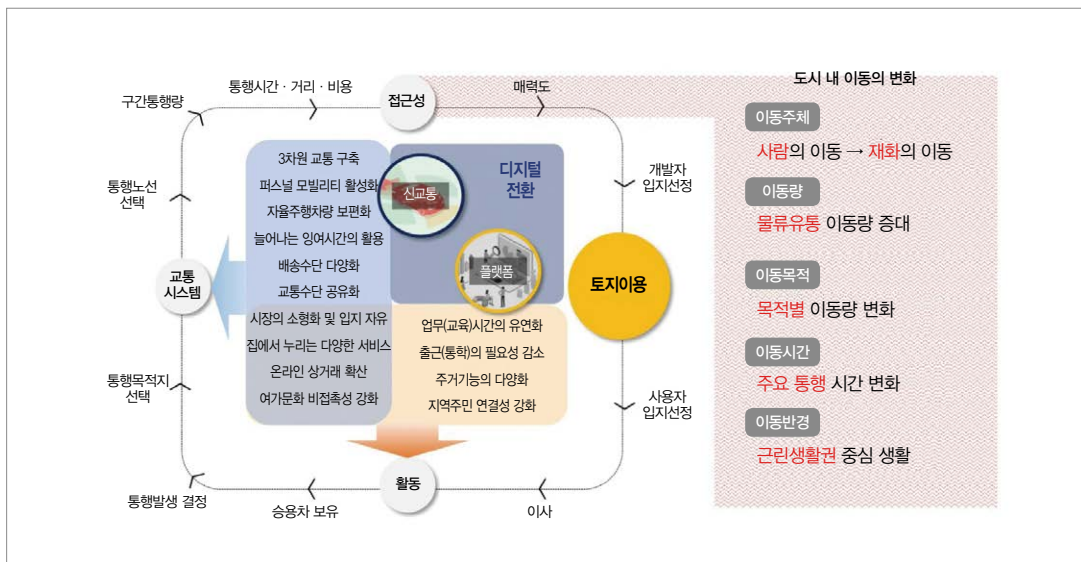 통행시간 · 거리 · 비용
접근성
매력도
구간통행량
통행노선
선택
교통
시스템
통행목적지
선택
통행발생 결정
승용차 보유
활동
이사
개발자
입지선정
토지이용
사용자
입지선정
3차원 교통 구축
퍼스널 모빌리티 활성화
자율주행차량 보편화
늘어나는 잉여시간의 활용
배송수단 다양화
교통수단 공유화
시장의 소형화 및 입지 자유
집에서 누리는 다양한 서비스
온라인 상거래 확산
여가문화 비접촉성 강화
신교통
디지털
전환
플랫폼
업무(교육)시간의 유연화
출근(통학)의 필요성 감소
주거기능의 다양화
지역주민 연결성 강화
도시 내 이동의 변화
이동주체
사람의 이동 → 재화의 이동
이동량
물류유통 이동량 증대
이동목적
목적별 이동량 변화
이동시간
주요 통행 시간 변화
이동반경
근린생활권 중심 생활